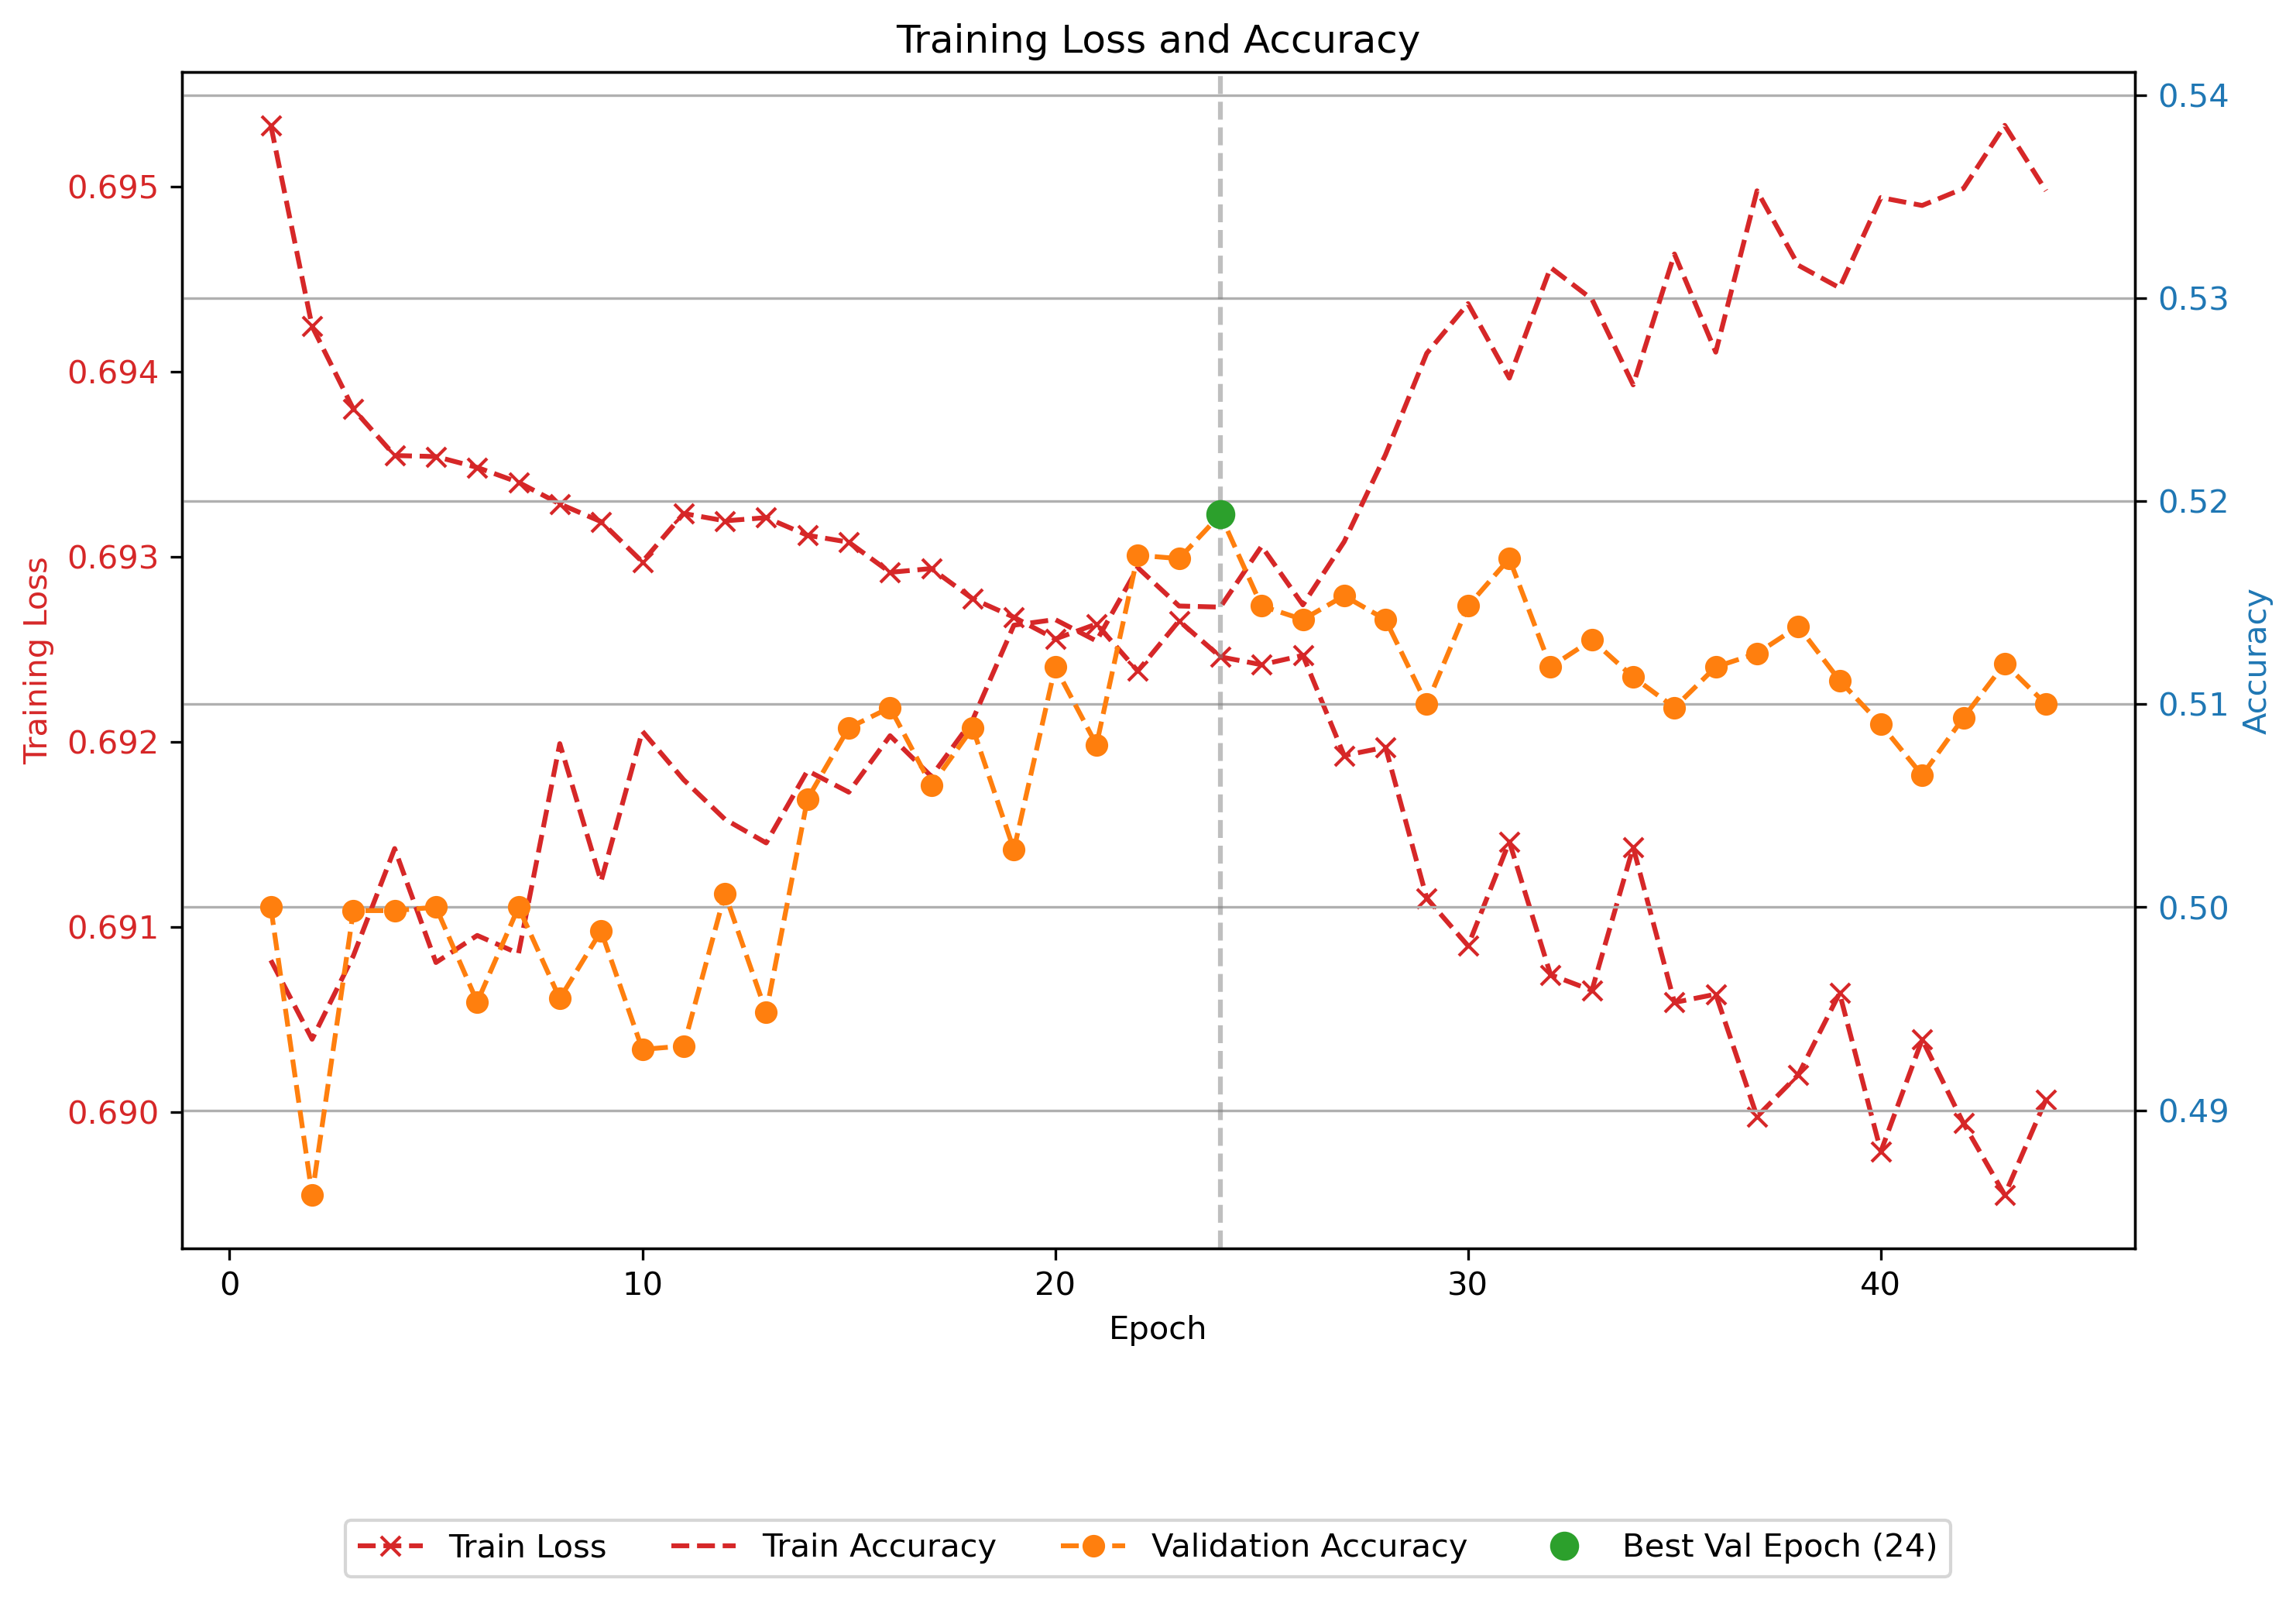 Training Loss and Accuracy
Training Loss
0.695
0.694
0.693
0.692
0.691
0.690
0.54
0.53
0.52
0.51
0.50
0.49
Accuracy
0 10 20 30 40
Epoch
Train Loss Train Accuracy Validation Accuracy Best Val Epoch (24)